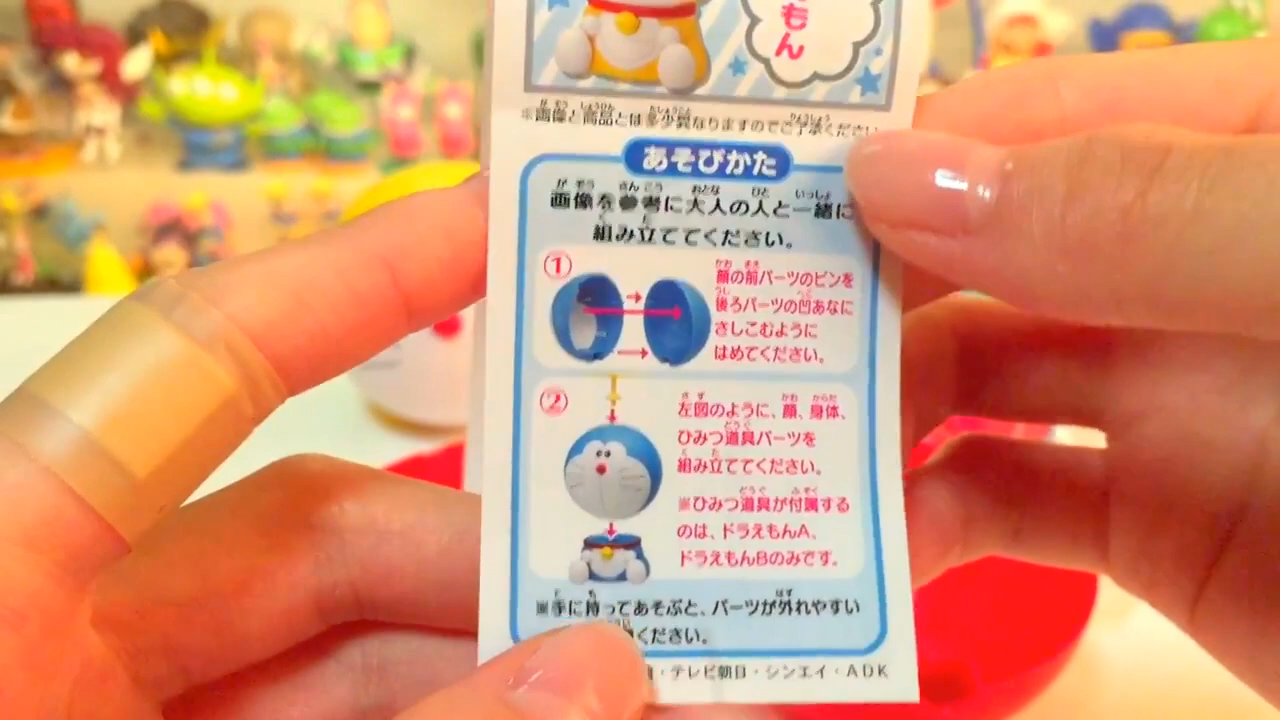 もん
※画像と商品とは多少異なりますのでご了承ください
あそびかた
画像を参考に大人の人と一緒に
組み立ててください。
①
顔の前パーツのピンを
後ろパーツの凹あなに
さしこむように
はめてください。
②
左図のように、顔、身体、
ひみつ道具パーツを
組み立ててください。
※ひみつ道具が付属する
のは、ドラえもんA、
ドラえもんBのみです。
※手に持ってあそぶと、パーツが外れやすい
ください。
・テレビ朝日・シンエイ・ADK